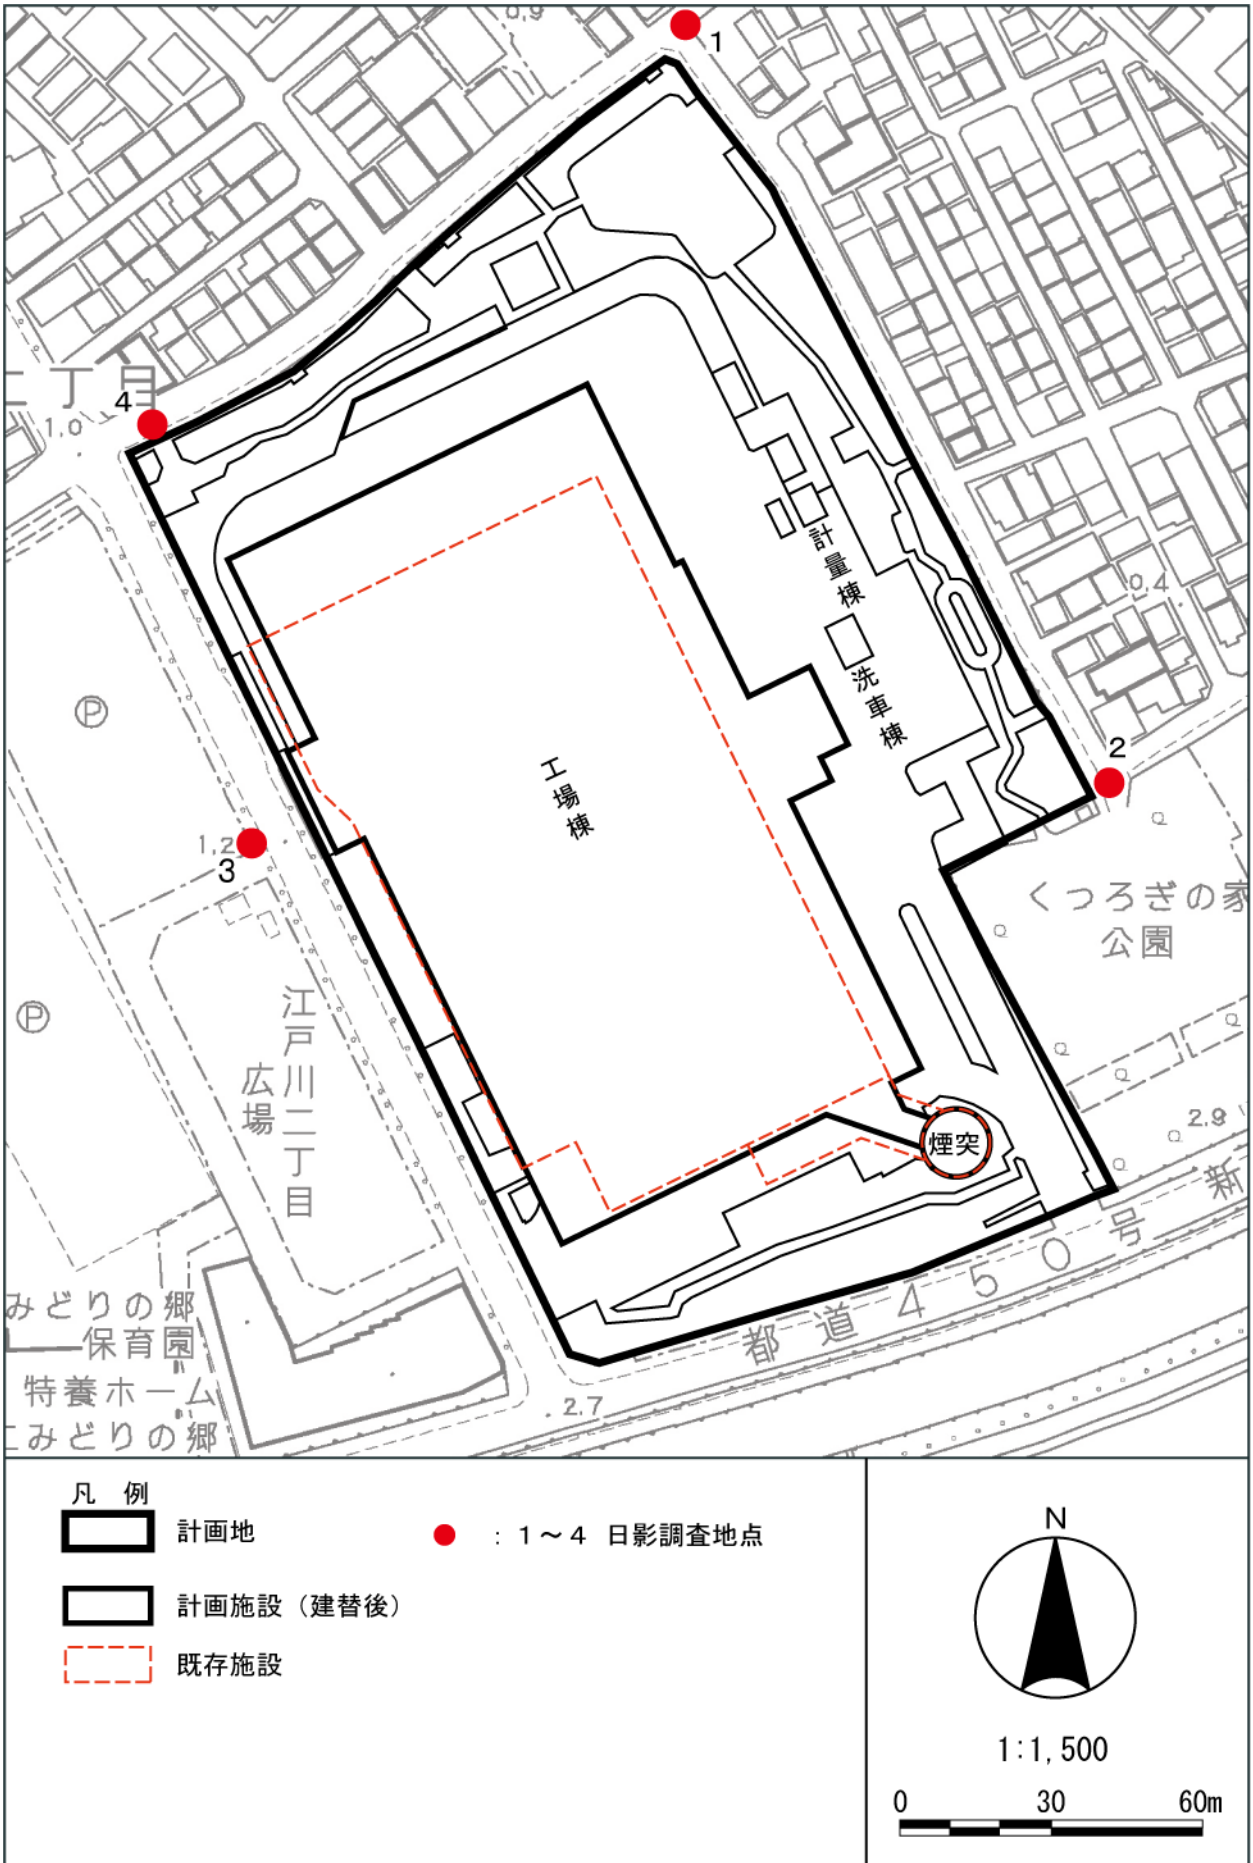 0.9
1
二丁目
4
1.0
計量棟
0.4
洗車棟
2
工場棟
1.2
3
くつろぎの家
公園
P
P
江戸川二丁目
広場
煙突
2.9
都道450号 新
みどりの郷
保育園
特養ホーム
みどりの郷
2.7
凡 例
計画地
: 1~4 日影調査地点
計画施設（建替後）
既存施設
N
1:1,500
0 30 60m